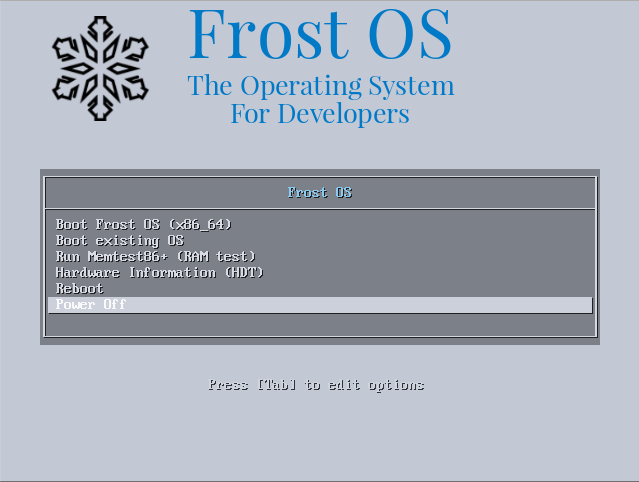 Frost OS
The Operating System
For Developers
Frost OS
Boot Frost OS (x86_64)
Boot existing OS
Run Memtest86+ (RAM test)
Hardware Information (HDT)
Reboot
Power Off
Press [Tab] to edit options